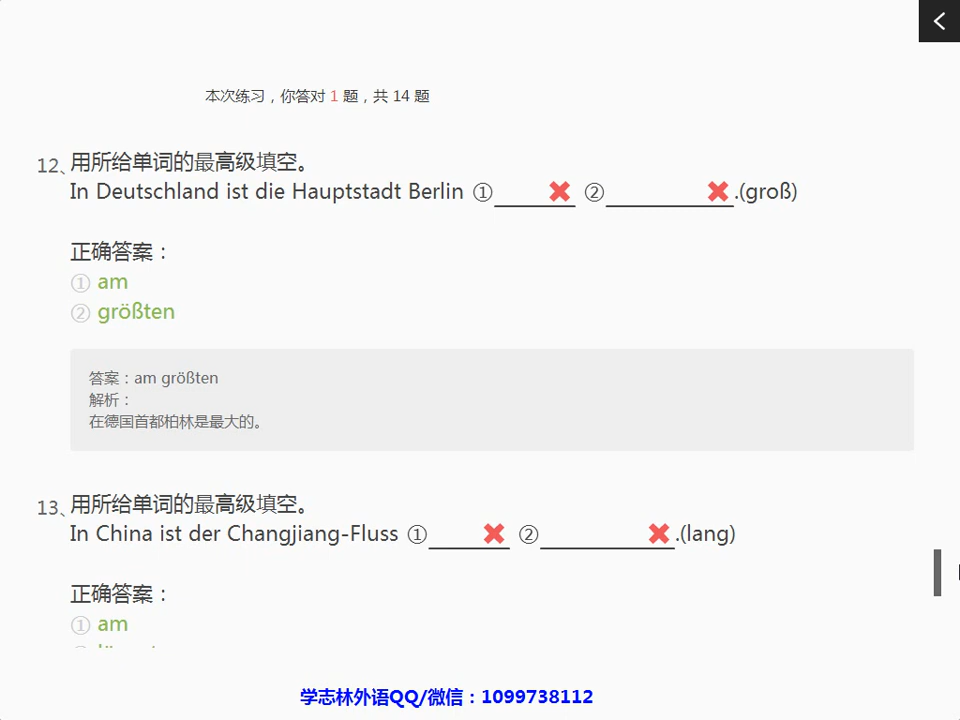 本次练习，你答对 1 题，共 14 题
12、用所给单词的最高级填空。
In Deutschland ist die Hauptstadt Berlin ①______ ②______.(groß)
正确答案：
① am
② größten
答案：am größten
解析：
在德国首都柏林是最大的。
13、用所给单词的最高级填空。
In China ist der Changjiang-Fluss ①______ ②______.(lang)
正确答案：
① am
学志林外语QQ/微信：1099738112